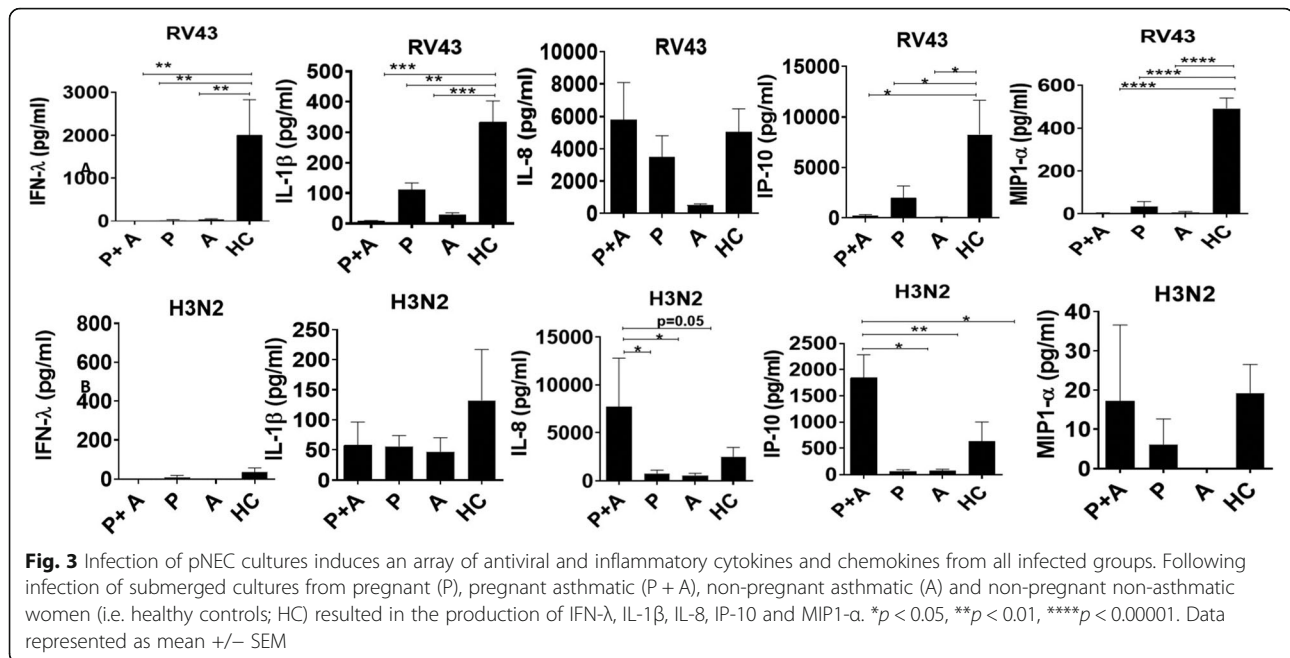 RV43
**
**
**
IFN-λ (pg/ml)
A
3000
2000
1000
0
P+ A
P
A
HC
RV43
***
**
***
IL-1β (pg/ml)
500
400
300
200
100
0
P+A
P
A
HC
RV43
IL-8 (pg/ml)
10000
8000
6000
4000
2000
0
P+A
P
A
HC
RV43
*
*
*
IP-10 (pg/ml)
15000
10000
5000
0
P+A
P
A
HC
RV43
****
****
****
MIP1-α (pg/ml)
600
400
200
0
P+A
P
A
HC
H3N2
IFN-λ (pg/ml)
B
800
600
400
200
0
P+ A
P
A
HC
H3N2
IL-1β (pg/ml)
250
200
150
100
50
0
P+A
P
A
HC
H3N2
p=0.05
*
*
IL-8 (pg/ml)
15000
10000
5000
0
P+A
P
A
HC
H3N2
*
**
*
IP-10 (pg/ml)
2500
2000
1500
1000
500
0
P+A
P
A
HC
H3N2
MIP1-α (pg/ml)
40
30
20
10
0
P+A
P
A
HC
Fig. 3 Infection of pNEC cultures induces an array of antiviral and inflammatory cytokines and chemokines from all infected groups. Following
infection of submerged cultures from pregnant (P), pregnant asthmatic (P + A), non-pregnant asthmatic (A) and non-pregnant non-asthmatic
women (i.e. healthy controls; HC) resulted in the production of IFN-λ, IL-1β, IL-8, IP-10 and MIP1-α. *p < 0.05, **p < 0.01, ****p < 0.00001. Data
represented as mean +/− SEM